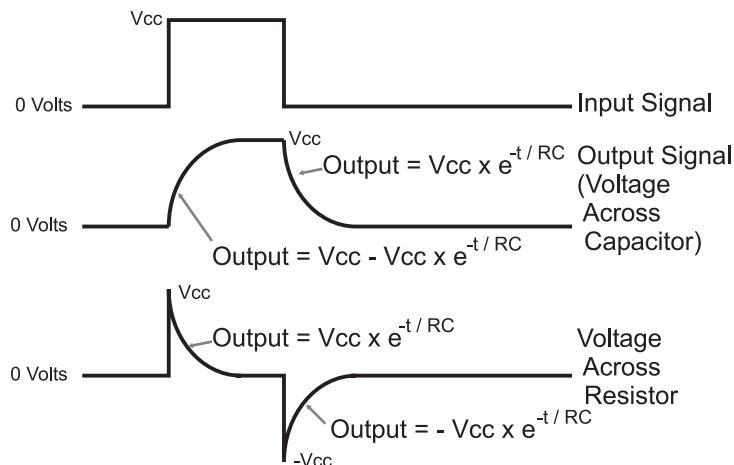 Vcc
0 Volts
Input Signal
Vcc
Output = Vcc x e^-t / RC
Output Signal
(Voltage
Across
Capacitor)
0 Volts
Output = Vcc - Vcc x e^-t / RC
Vcc
Output = Vcc x e^-t / RC
Voltage
Across
Resistor
0 Volts
Output = - Vcc x e^-t / RC
-Vcc